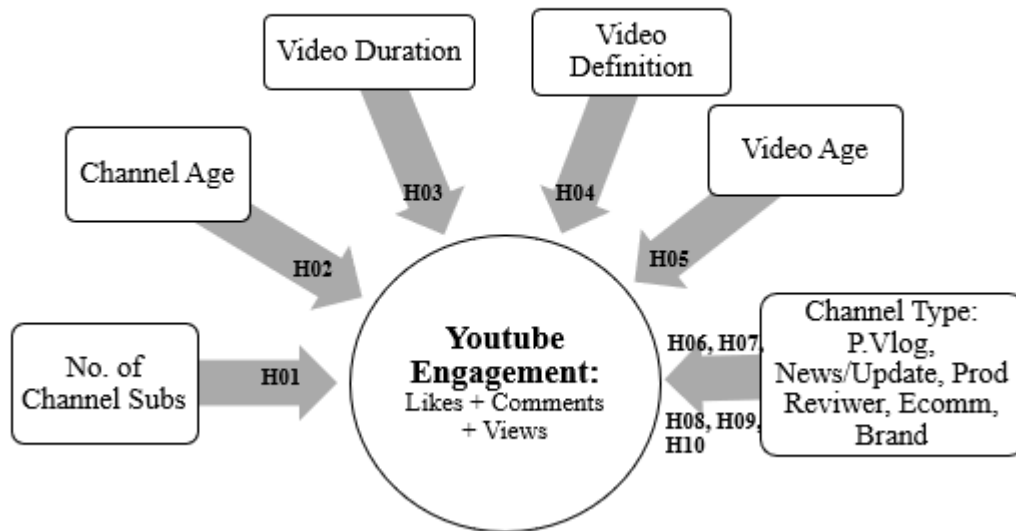 Video Duration
Video
Definition
Channel Age
Video Age
H03
H04
H02
H05
No. of
Channel Subs
H01
Youtube
Engagement:
Likes + Comments
+ Views
H06, H07,
H08, H09,
H10
Channel Type:
P.Vlog,
News/Update, Prod
Reviwer, Ecomm,
Brand